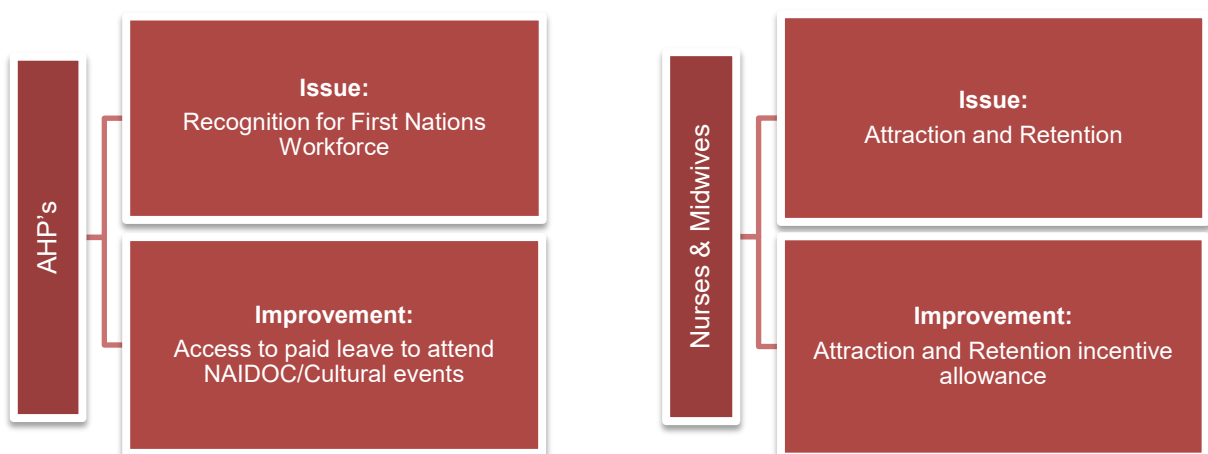 AHP's
Issue:
Recognition for First Nations
Workforce
Improvement:
Access to paid leave to attend
NAIDOC/Cultural events
Nurses & Midwives
Issue:
Attraction and Retention
Improvement:
Attraction and Retention incentive
allowance